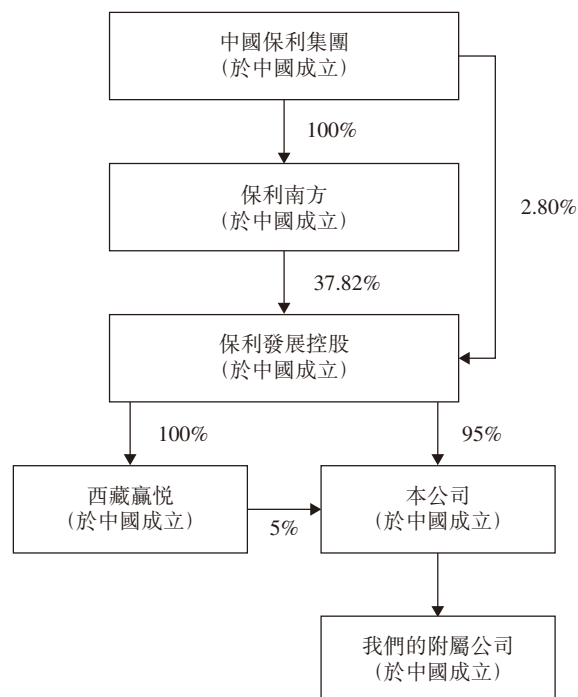 中國保利集團
(於中國成立)
100%
保利南方
(於中國成立)
2.80%
37.82%
保利發展控股
(於中國成立)
100%
95%
西藏贏悦
(於中國成立)
5%
本公司
(於中國成立)
我們的附屬公司
(於中國成立)